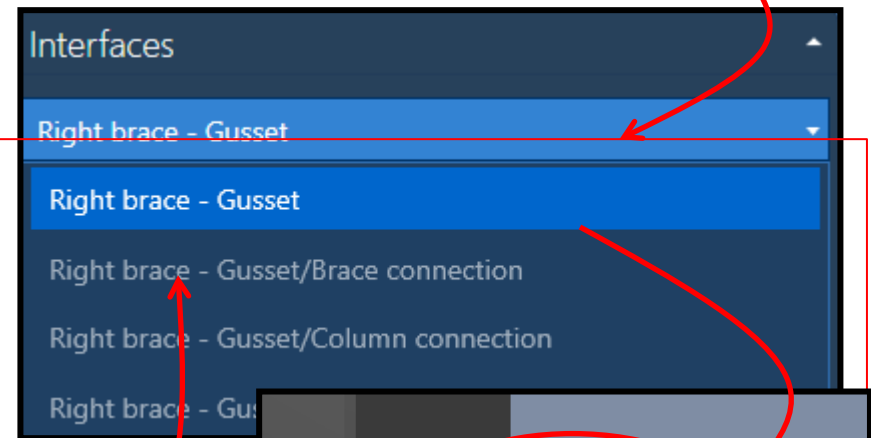 Interfaces
Right brace - Gusset
Right brace - Gusset
Right brace - Gusset/Brace connection
Right brace - Gusset/Column connection
Right brace -